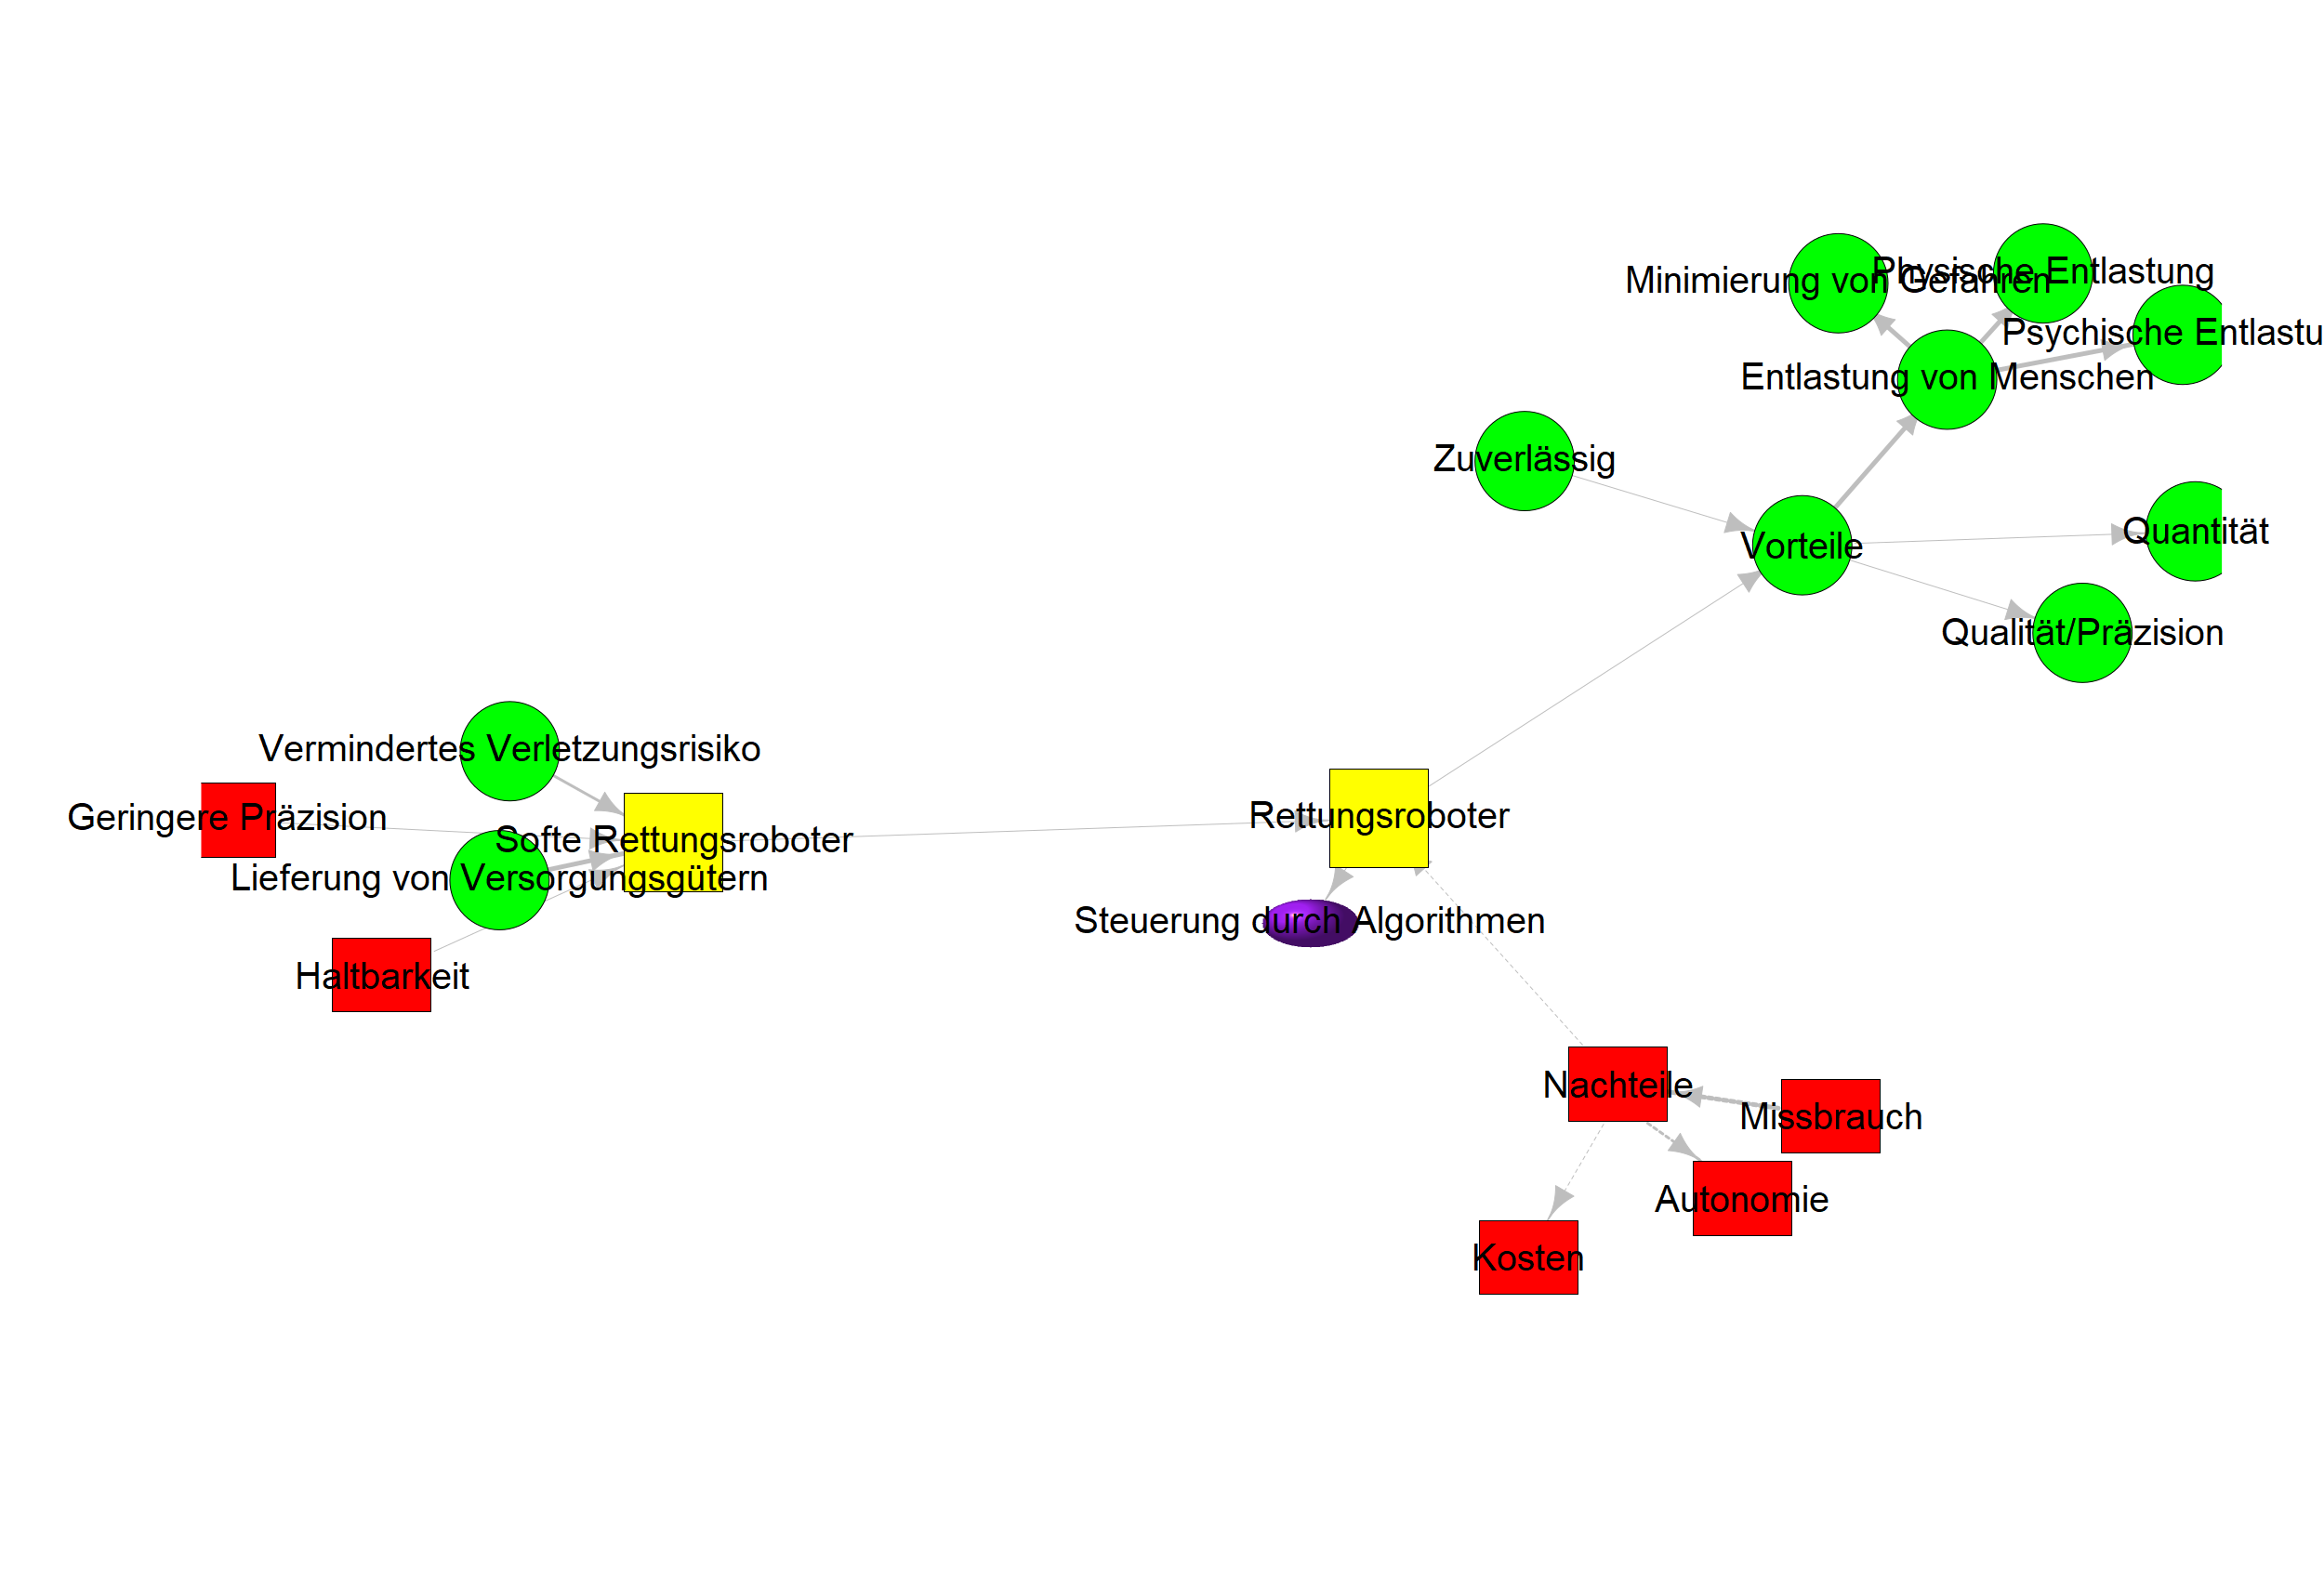 Minimierung von Gefahren
Physische Entlastung
Psychische Entlastu
Entlastung von Menschen
Zuverlässig
Vorteile
Quantität
Qualität/Präzision
Vermindertes Verletzungsrisiko
Geringere Präzision
Softe Rettungsroboter
Lieferung von Versorgungsgütern
Haltbarkeit
Rettungsroboter
Steuerung durch Algorithmen
Nachteile
Missbrauch
Autonomie
Kosten